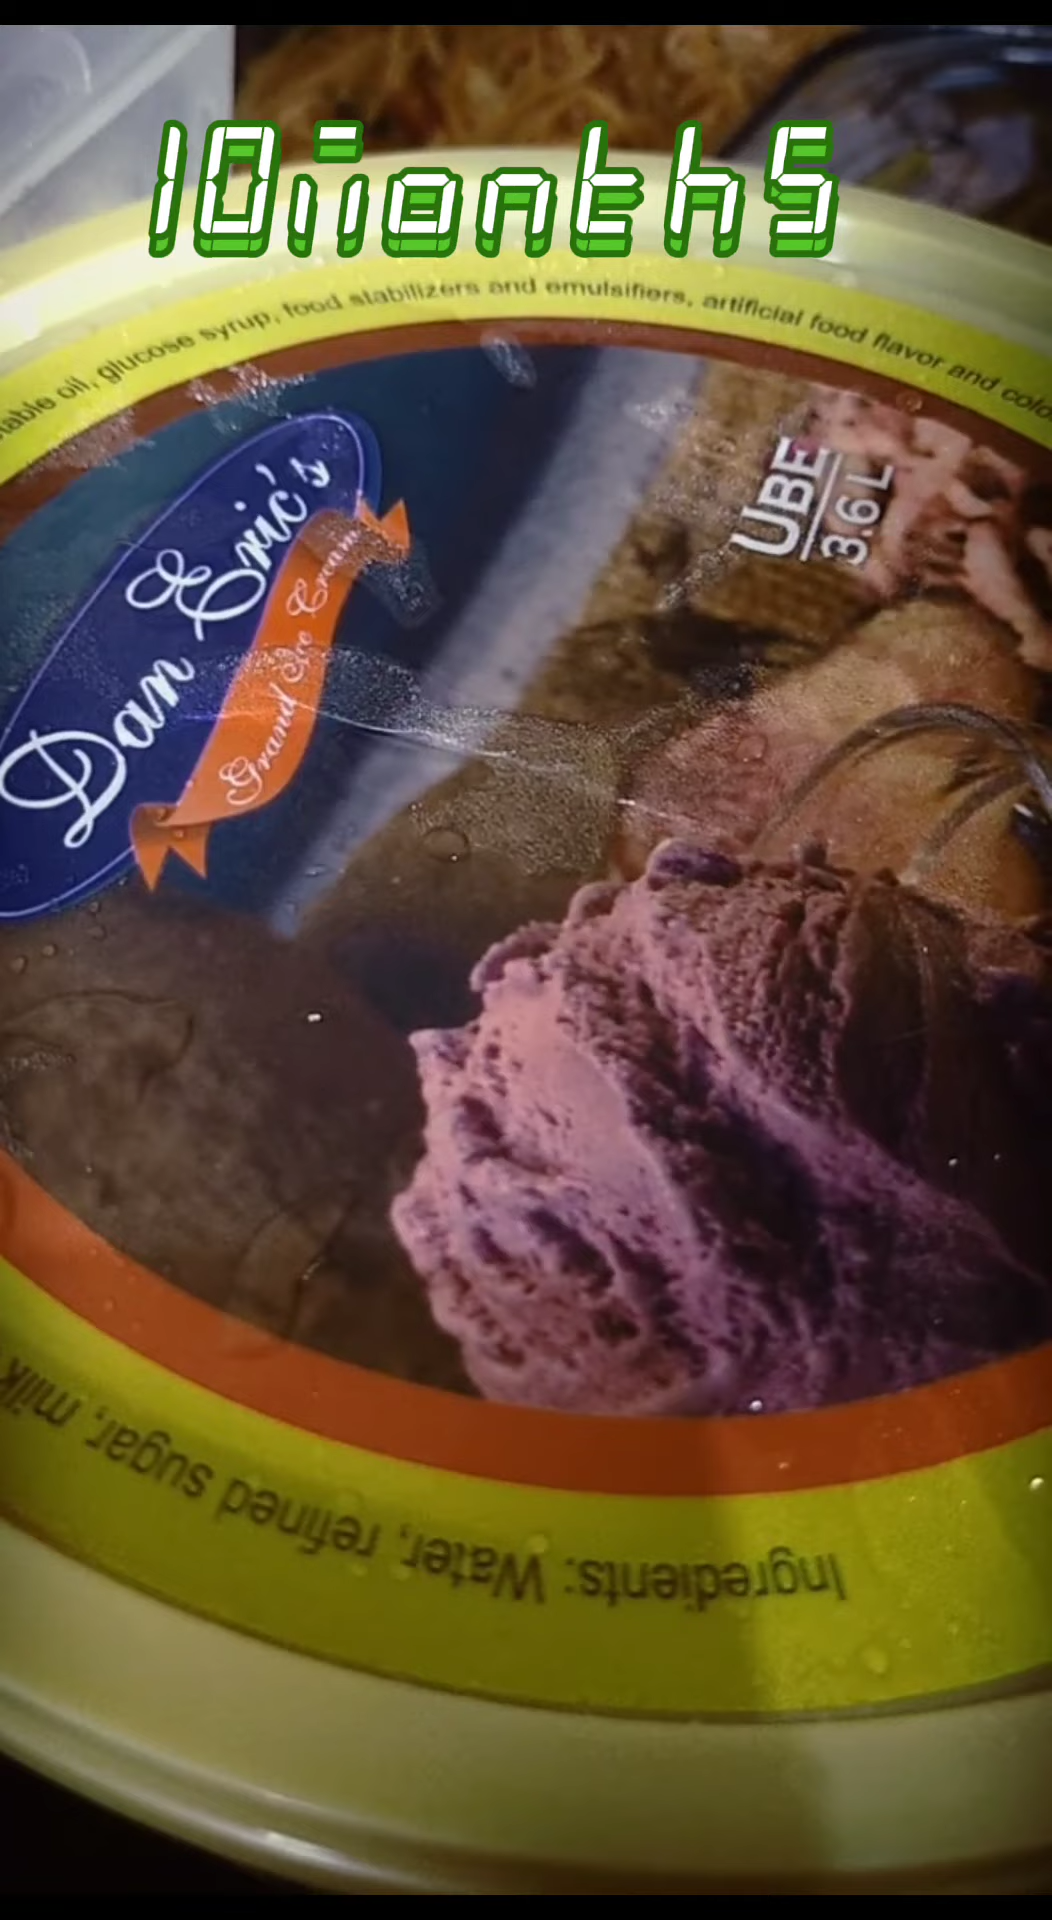 10months
table oil, glucose syrup, food stabilizers and emulsifiers, artificial food flavor and colo
Dan Eric's
Grand Ice Cream
UBE
3.6 L
Ingredients: Water, refined sugar, milk